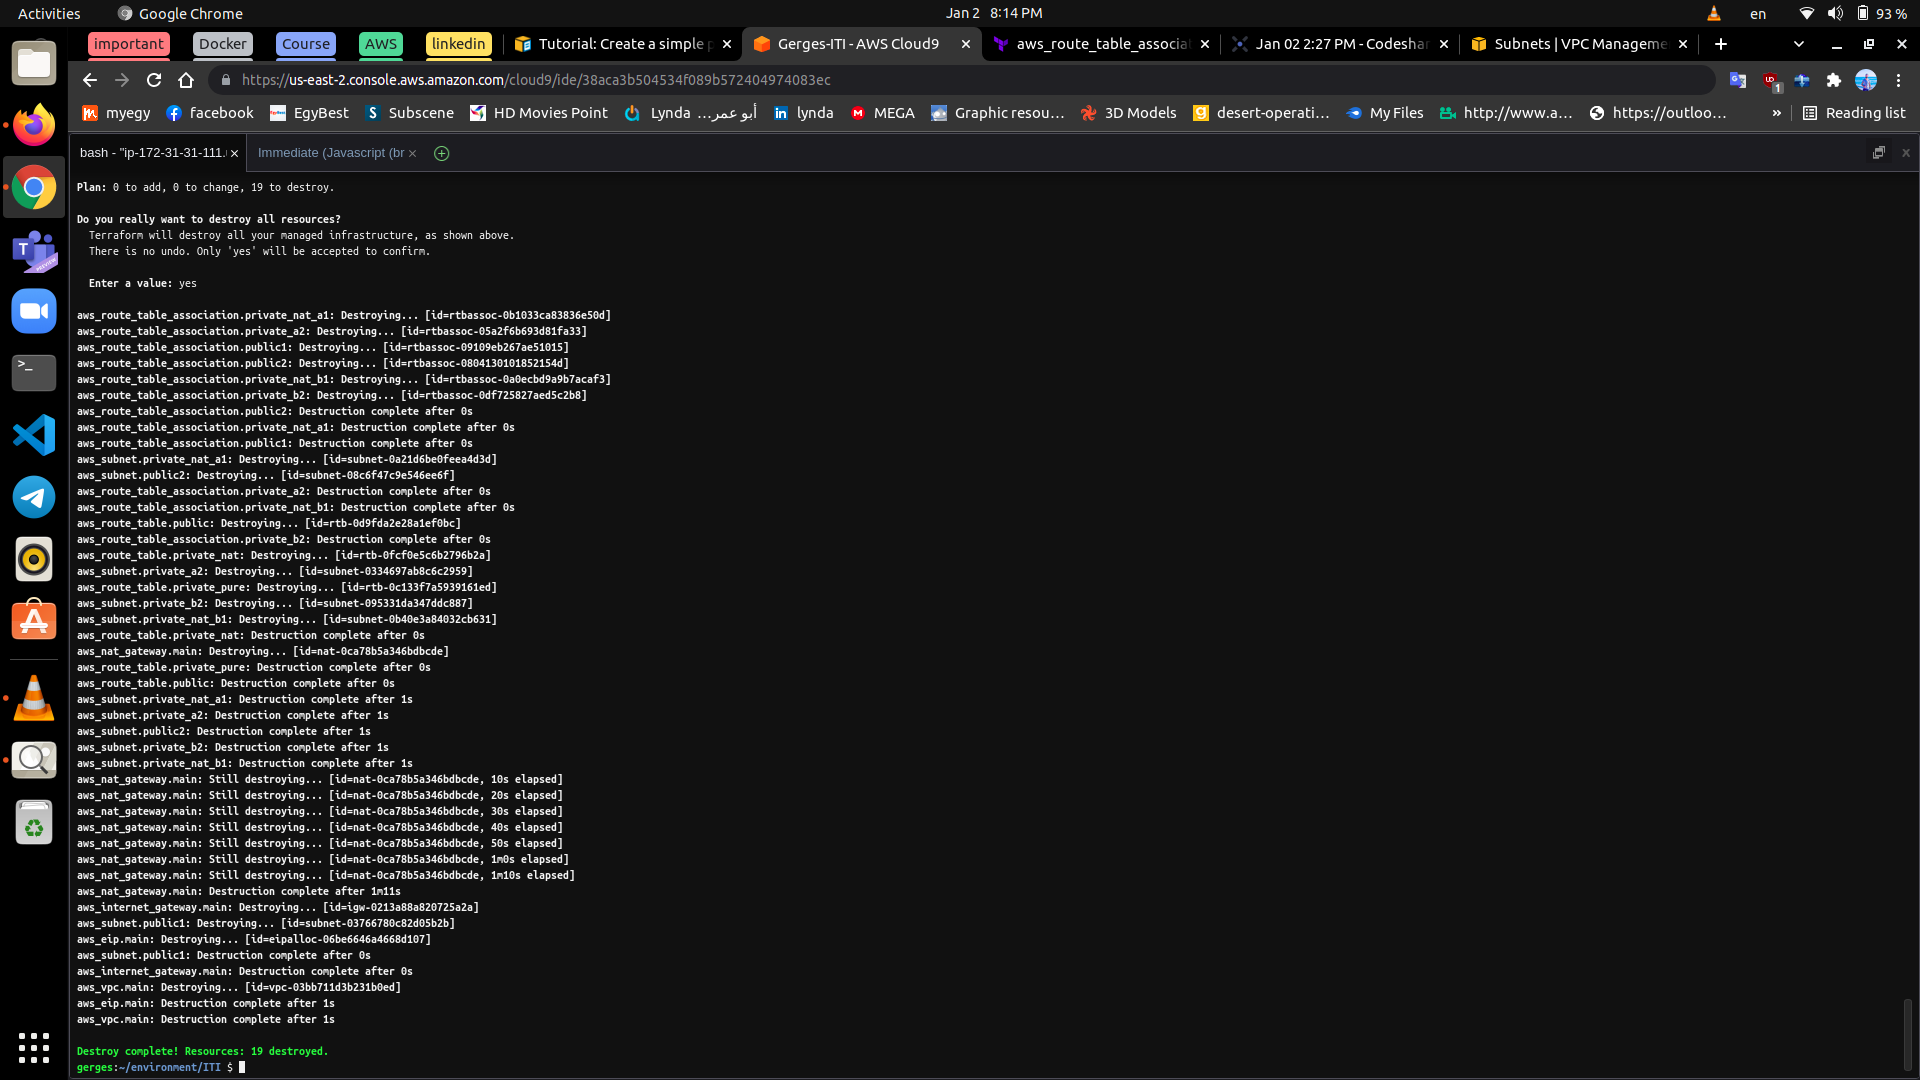 Activities
Google Chrome
Jan 2 8:14 PM
en
93 %
important
Docker
Course
AWS
linkedin
Tutorial: Create a simple p
Gerges-ITI - AWS Cloud9
aws_route_table_associa
Jan 02 2:27 PM - Codeshar
Subnets | VPC Manageme
https://us-east-2.console.aws.amazon.com/cloud9/ide/38aca3b504534f089b572404974083ec
1
myegy
facebook
EgyBest
Subscene
HD Movies Point
Lynda ...أبو عمر
lynda
MEGA
Graphic resou...
3D Models
desert-operati...
My Files
http://www.a...
https://outloo...
»
Reading list
bash - "ip-172-31-31-111.
Immediate (Javascript (br
Plan: 0 to add, 0 to change, 19 to destroy.
Do you really want to destroy all resources?
Terraform will destroy all your managed infrastructure, as shown above.
There is no undo. Only 'yes' will be accepted to confirm.
Enter a value: yes
aws_route_table_association.private_nat_a1: Destroying... [id=rtbassoc-0b1033ca83836e50d]
aws_route_table_association.private_a2: Destroying... [id=rtbassoc-05a2f6b693d81fa33]
aws_route_table_association.public1: Destroying... [id=rtbassoc-09109eb267ae51015]
aws_route_table_association.public2: Destroying... [id=rtbassoc-0804130101852154d]
aws_route_table_association.private_nat_b1: Destroying... [id=rtbassoc-0a0ecbd9a9b7acaf3]
aws_route_table_association.private_b2: Destroying... [id=rtbassoc-0df725827aed5c2b8]
aws_route_table_association.public2: Destruction complete after 0s
aws_route_table_association.private_nat_a1: Destruction complete after 0s
aws_route_table_association.public1: Destruction complete after 0s
aws_subnet.private_nat_a1: Destroying... [id=subnet-0a21d6be0feea4d3d]
aws_subnet.public2: Destroying... [id=subnet-08c6f47c9e546ee6f]
aws_route_table_association.private_a2: Destruction complete after 0s
aws_route_table_association.private_nat_b1: Destruction complete after 0s
aws_route_table.public: Destroying... [id=rtb-0d9fda2e28a1ef0bc]
aws_route_table_association.private_b2: Destruction complete after 0s
aws_route_table.private_nat: Destroying... [id=rtb-0fcf0e5c6b2796b2a]
aws_subnet.private_a2: Destroying... [id=subnet-0334697ab8c6c2959]
aws_route_table.private_pure: Destroying... [id=rtb-0c133f7a5939161ed]
aws_subnet.private_b2: Destroying... [id=subnet-095331da347ddc887]
aws_subnet.private_nat_b1: Destroying... [id=subnet-0b40e3a84032cb631]
aws_route_table.private_nat: Destruction complete after 0s
aws_nat_gateway.main: Destroying... [id=nat-0ca78b5a346bdbcde]
aws_route_table.private_pure: Destruction complete after 0s
aws_route_table.public: Destruction complete after 0s
aws_subnet.private_nat_a1: Destruction complete after 1s
aws_subnet.private_a2: Destruction complete after 1s
aws_subnet.public2: Destruction complete after 1s
aws_subnet.private_b2: Destruction complete after 1s
aws_subnet.private_nat_b1: Destruction complete after 1s
aws_nat_gateway.main: Still destroying... [id=nat-0ca78b5a346bdbcde, 10s elapsed]
aws_nat_gateway.main: Still destroying... [id=nat-0ca78b5a346bdbcde, 20s elapsed]
aws_nat_gateway.main: Still destroying... [id=nat-0ca78b5a346bdbcde, 30s elapsed]
aws_nat_gateway.main: Still destroying... [id=nat-0ca78b5a346bdbcde, 40s elapsed]
aws_nat_gateway.main: Still destroying... [id=nat-0ca78b5a346bdbcde, 50s elapsed]
aws_nat_gateway.main: Still destroying... [id=nat-0ca78b5a346bdbcde, 1m0s elapsed]
aws_nat_gateway.main: Still destroying... [id=nat-0ca78b5a346bdbcde, 1m10s elapsed]
aws_nat_gateway.main: Destruction complete after 1m11s
aws_internet_gateway.main: Destroying... [id=igw-0213a88a820725a2a]
aws_subnet.public1: Destroying... [id=subnet-03766780c82d05b2b]
aws_eip.main: Destroying... [id=eipalloc-06be6646a4668d107]
aws_subnet.public1: Destruction complete after 0s
aws_internet_gateway.main: Destruction complete after 0s
aws_vpc.main: Destroying... [id=vpc-03bb711d3b231b0ed]
aws_eip.main: Destruction complete after 1s
aws_vpc.main: Destruction complete after 1s
Destroy complete! Resources: 19 destroyed.
gerges:~/environment/ITI $